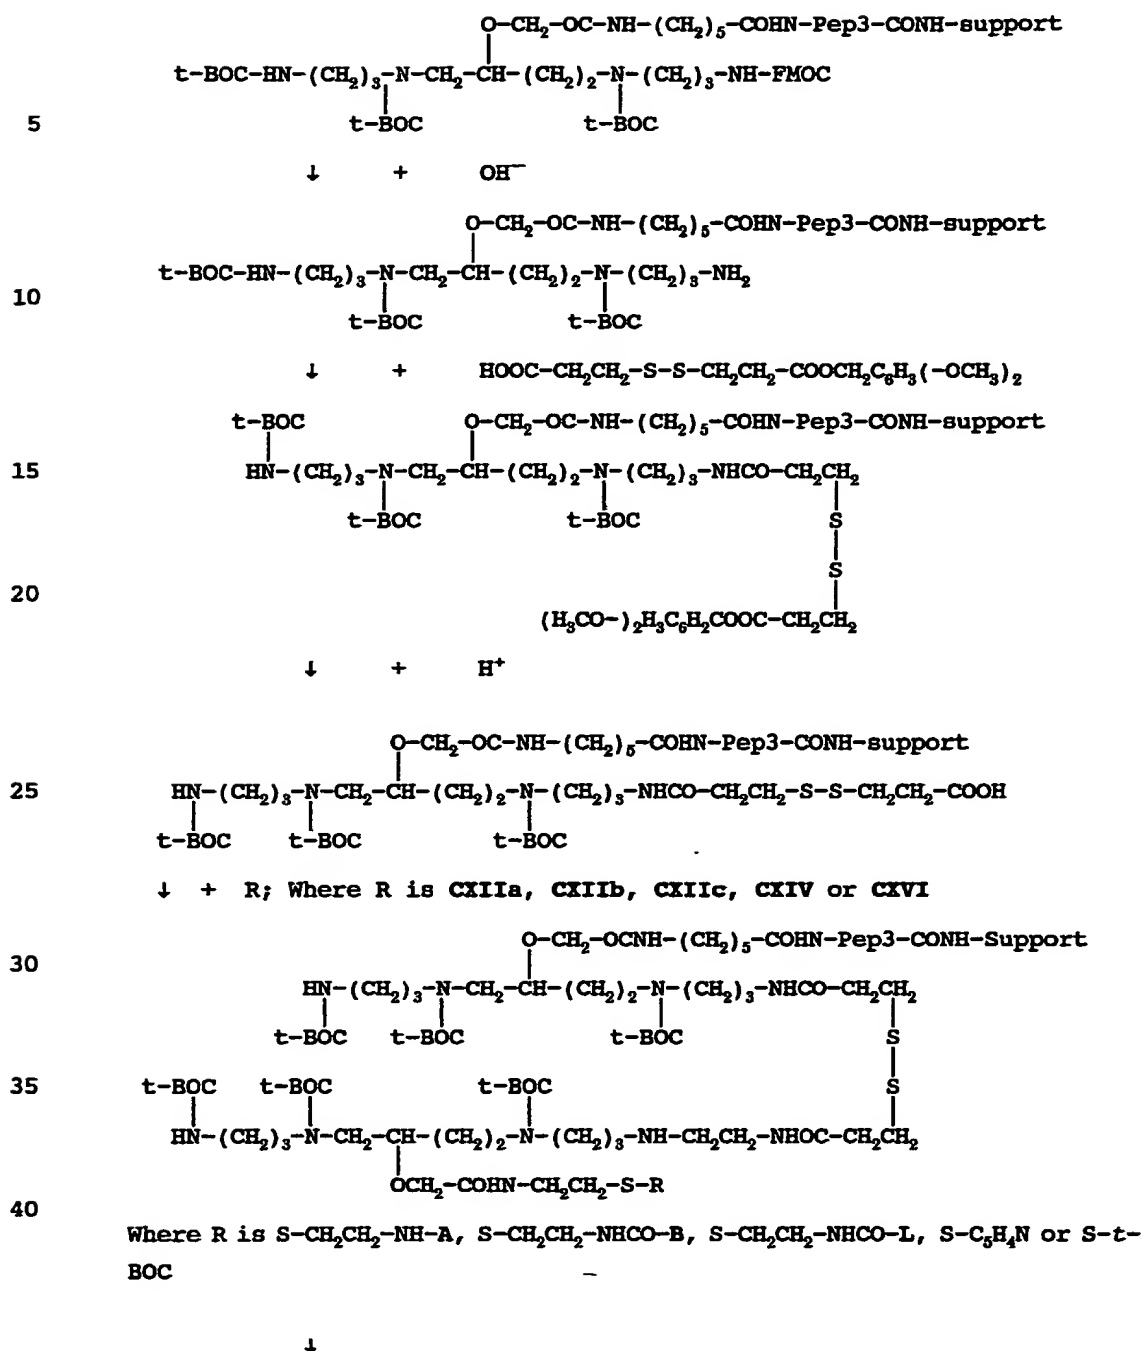 O–CH₂–OC–NH–(CH₂)₅–COHN–Pep3–CONH–support
t–BOC–HN–(CH₂)₃–N–CH₂–CH–(CH₂)₂–N–(CH₂)₃–NH–FMOC
5 t–BOC t–BOC
↓ + OH⁻
O–CH₂–OC–NH–(CH₂)₅–COHN–Pep3–CONH–support
t–BOC–HN–(CH₂)₃–N–CH₂–CH–(CH₂)₂–N–(CH₂)₃–NH₂
10
t–BOC t–BOC
↓ + HOOC–CH₂CH₂–S–S–CH₂CH₂–COOCH₂C₆H₃(–OCH₃)₂
t–BOC O–CH₂–OC–NH–(CH₂)₅–COHN–Pep3–CONH–support
15 HN–(CH₂)₃–N–CH₂–CH–(CH₂)₂–N–(CH₂)₃–NHCO–CH₂CH₂
t–BOC t–BOC S
S
20
(H₃CO–)₂H₃C₆H₂COOC–CH₂CH₂
↓ + H⁺
O–CH₂–OC–NH–(CH₂)₅–COHN–Pep3–CONH–support
25 HN–(CH₂)₃–N–CH₂–CH–(CH₂)₂–N–(CH₂)₃–NHCO–CH₂CH₂–S–S–CH₂CH₂–COOH
t–BOC t–BOC t–BOC
↓ + R; Where R is CXIIa, CXIIb, CXIIc, CXIV or CXVI
O–CH₂–OCNH–(CH₂)₅–COHN–Pep3–CONH–Support
30
HN–(CH₂)₃–N–CH₂–CH–(CH₂)₂–N–(CH₂)₃–NHCO–CH₂CH₂
t–BOC t–BOC t–BOC S
35 t–BOC t–BOC t–BOC S
HN–(CH₂)₃–N–CH₂–CH–(CH₂)₂–N–(CH₂)₃–NH–CH₂CH₂–NHOC–CH₂CH₂
OCH₂–COHN–CH₂CH₂–S–R
40
Where R is S–CH₂CH₂–NH–A, S–CH₂CH₂–NHCO–B, S–CH₂CH₂–NHCO–L, S–C₅H₄N or S–t–
BOC
↓